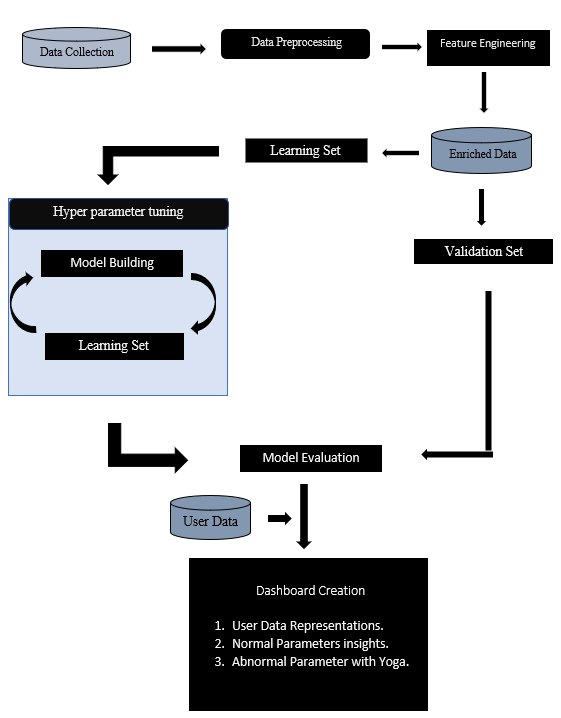 Data Collection
Data Preprocessing
Feature Engineering
Learning Set
Enriched Data
Hyper parameter tuning
Validation Set
Model Building
Learning Set
Model Evaluation
User Data
Dashboard Creation
1. User Data Representations.
2. Normal Parameters insights.
3. Abnormal Parameter with Yoga.